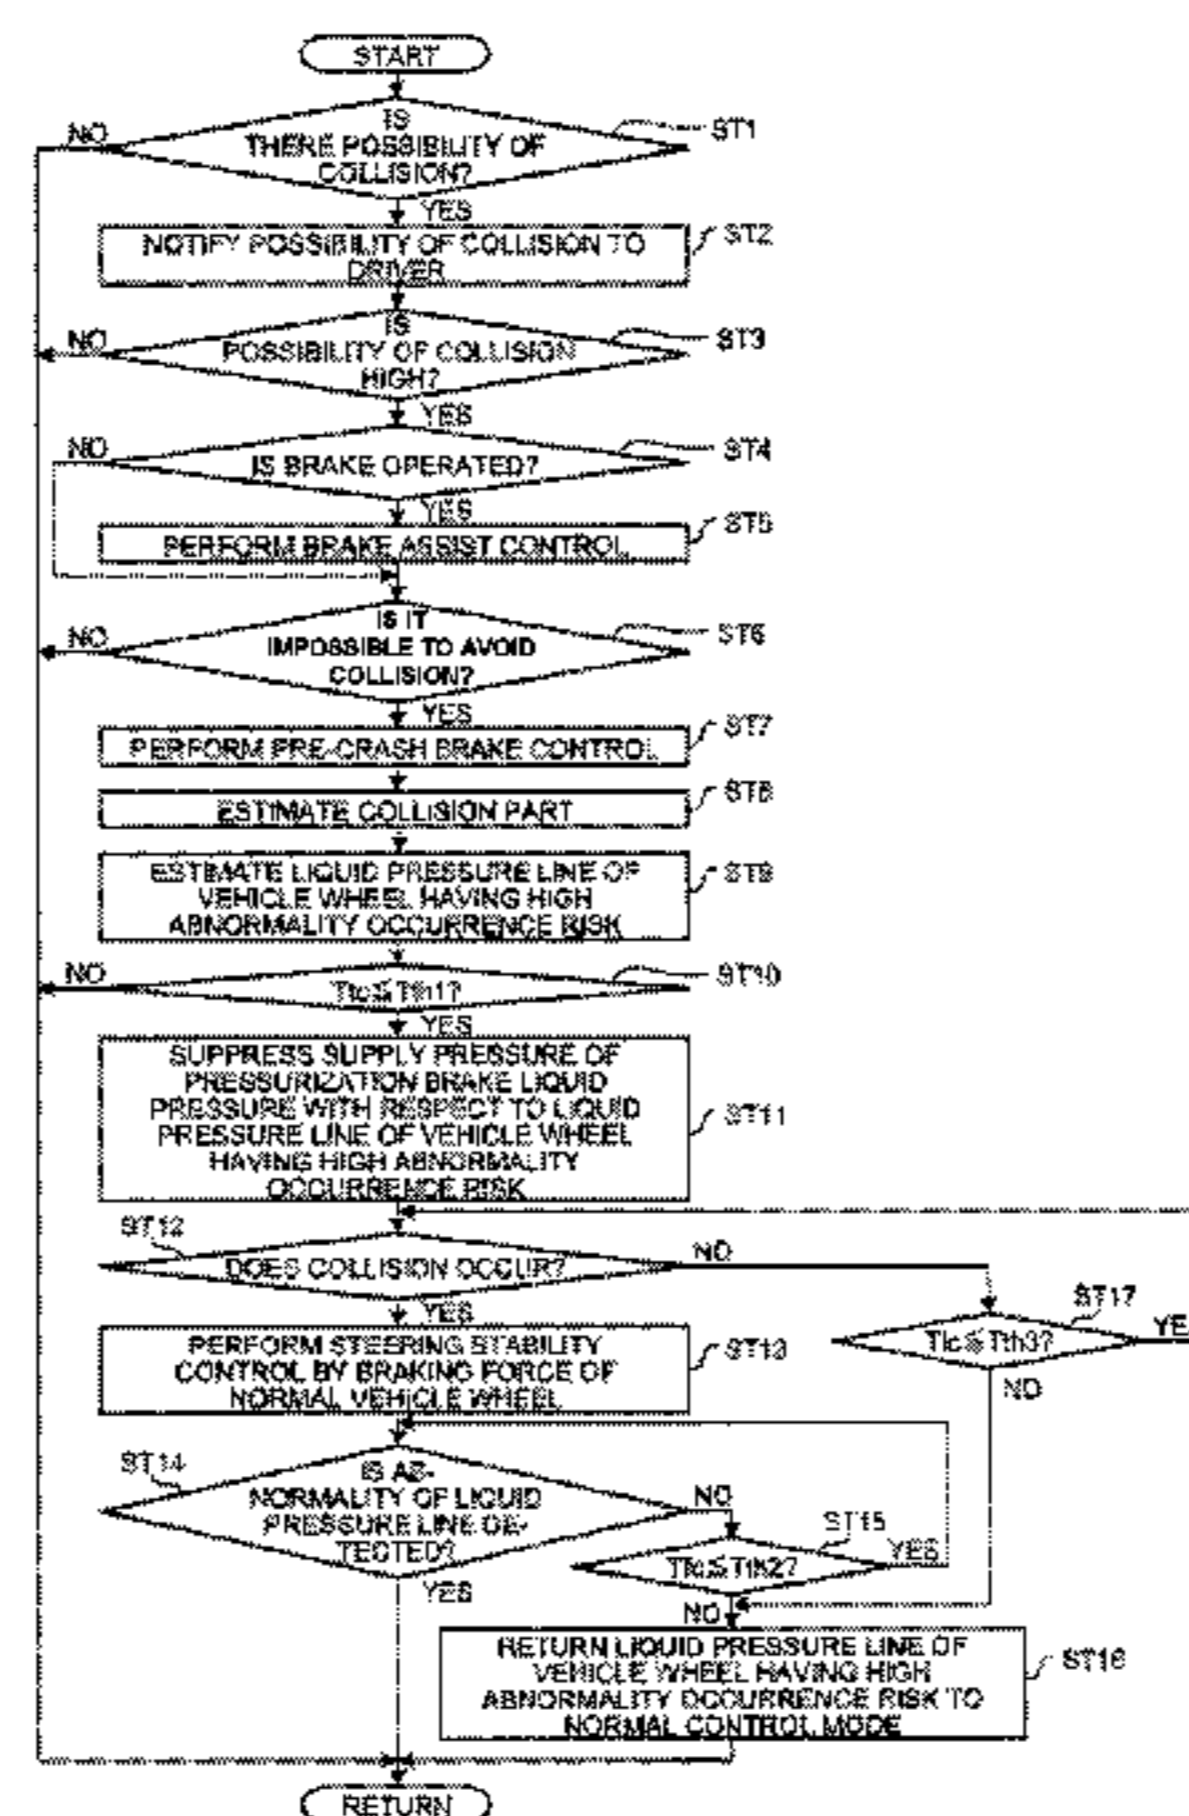 START
IS
THERE POSSIBILITY OF
COLLISION?
ST1
NO
YES
NOTIFY POSSIBILITY OF COLLISION TO
DRIVER
ST2
IS
POSSIBILITY OF COLLISION
HIGH?
ST3
NO
YES
IS BRAKE OPERATED?
ST4
NO
YES
PERFORM BRAKE ASSIST CONTROL
ST5
IS IT
IMPOSSIBLE TO AVOID
COLLISION?
ST6
NO
YES
PERFORM PRE-CRASH BRAKE CONTROL
ST7
ESTIMATE COLLISION PART
ST8
ESTIMATE LIQUID PRESSURE LINE OF
VEHICLE WHEEL HAVING HIGH
ABNORMALITY OCCURRENCE RISK
ST9
NO
ST10
YES
SUPPRESS SUPPLY PRESSURE OF
PRESSURIZATION BRAKE LIQUID
PRESSURE WITH RESPECT TO LIQUID
PRESSURE LINE OF VEHICLE WHEEL
HAVING HIGH ABNORMALITY
OCCURRENCE RISK
ST11
ST12
DOES COLLISION OCCUR?
NO
YES
ST17
YE
NO
PERFORM STEERING STABILITY
CONTROL BY BRAKING FORCE OF
NORMAL VEHICLE WHEEL
ST13
ST14
IS AB-
NORMALITY OF LIQUID
PRESSURE LINE DE-
TECTED?
NO
YES
ST15
YES
NO
RETURN LIQUID PRESSURE LINE OF
VEHICLE WHEEL HAVING HIGH
ABNORMALITY OCCURRENCE RISK TO
NORMAL CONTROL MODE
ST16
RETURN